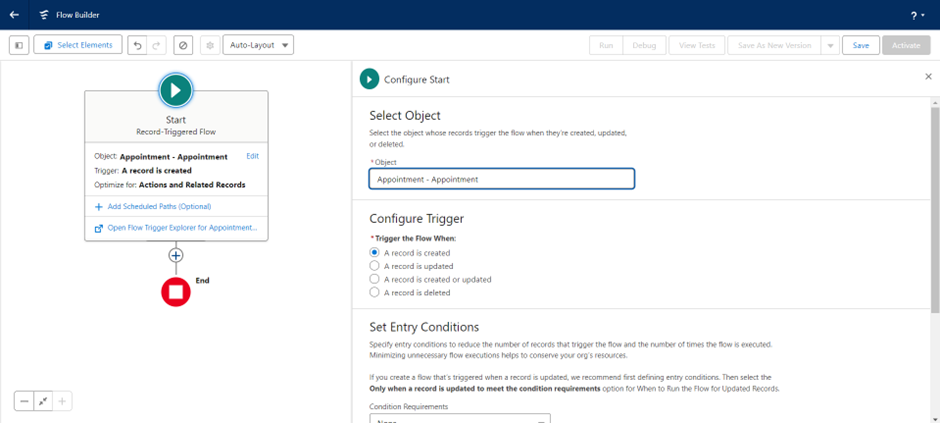 Flow Builder
?
Select Elements
Auto-Layout
Run
Debug
View Tests
Save As New Version
Save
Activate
Start
Record-Triggered Flow
Object: Appointment - Appointment
Edit
Trigger: A record is created
Optimize for: Actions and Related Records
Add Scheduled Paths (Optional)
Open Flow Trigger Explorer for Appointment...
End
Configure Start
Select Object
Select the object whose records trigger the flow when they're created, updated,
or deleted.
*Object
Appointment - Appointment
Configure Trigger
*Trigger the Flow When:
A record is created
A record is updated
A record is created or updated
A record is deleted
Set Entry Conditions
Specify entry conditions to reduce the number of records that trigger the flow and the number of times the flow is executed.
Minimizing unnecessary flow executions helps to conserve your org's resources.
If you create a flow that's triggered when a record is updated, we recommend first defining entry conditions. Then select the
Only when a record is updated to meet the condition requirements option for When to Run the Flow for Updated Records.
Condition Requirements
None